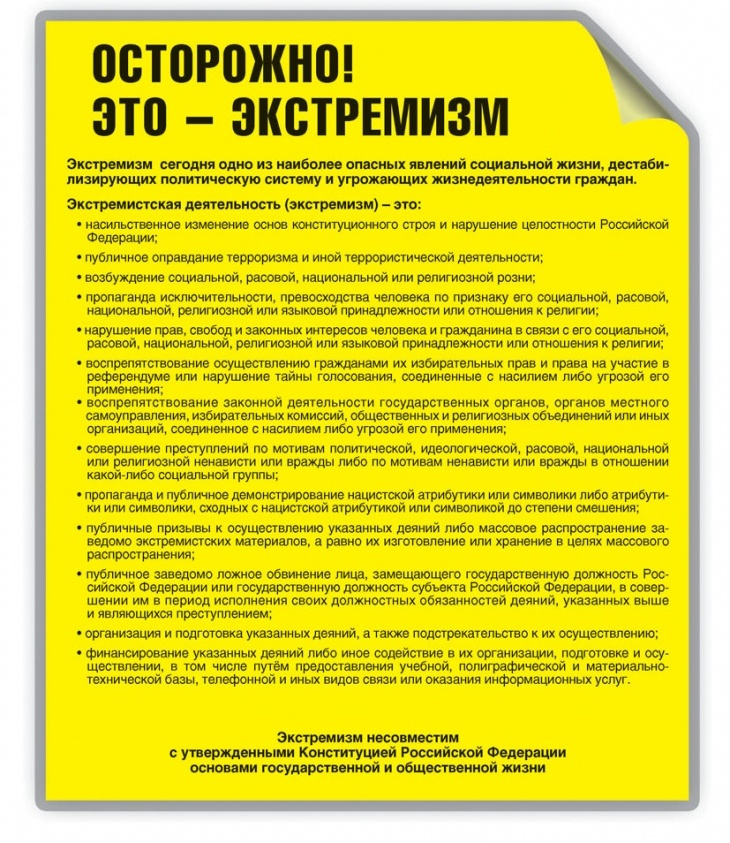 ОСТОРОЖНО!
ЭТО – ЭКСТРЕМИЗМ
Экстремизм сегодня одно из наиболее опасных явлений социальной жизни, дестаби-
лизирующих политическую систему и угрожающих жизнедеятельности граждан.
Экстремистская деятельность (экстремизм) – это:
• насильственное изменение основ конституционного строя и нарушение целостности Российской
Федерации;
• публичное оправдание терроризма и иной террористической деятельности;
• возбуждение социальной, расовой, национальной или религиозной розни;
• пропаганда исключительности, превосходства человека по признаку его социальной, расовой,
национальной, религиозной или языковой принадлежности или отношения к религии;
• нарушение прав, свобод и законных интересов человека и гражданина в связи с его социальной,
расовой, национальной, религиозной или языковой принадлежности или отношения к религии;
• воспрепятствование осуществлению гражданами их избирательных прав и права на участие в
референдуме или нарушение тайны голосования, соединенные с насилием либо угрозой его
применения;
• воспрепятствование законной деятельности государственных органов, органов местного
самоуправления, избирательных комиссий, общественных и религиозных объединений или иных
организаций, соединенное с насилием либо угрозой его применения;
• совершение преступлений по мотивам политической, идеологической, расовой, национальной
или религиозной ненависти или вражды либо по мотивам ненависти или вражды в отношении
какой-либо социальной группы;
• пропаганда и публичное демонстрирование нацистской атрибутики или символики либо атрибути-
ки или символики, сходных с нацистской атрибутикой или символикой до степени смешения;
• публичные призывы к осуществлению указанных деяний либо массовое распространение за-
ведомо экстремистских материалов, а равно их изготовление или хранение в целях массового
распространения;
• публичное заведомо ложное обвинение лица, замещающего государственную должность Рос-
сийской Федерации или государственную должность субъекта Российской Федерации, в совер-
шении им в период исполнения своих должностных обязанностей деяний, указанных выше
и являющихся преступлением;
• организация и подготовка указанных деяний, а также подстрекательство к их осуществлению;
• финансирование указанных деяний либо иное содействие в их организации, подготовке и осу-
ществлении, в том числе путём предоставления учебной, полиграфической и материально-
технической базы, телефонной и иных видов связи или оказания информационных услуг.
Экстремизм несовместим
с утвержденными Конституцией Российской Федерации
основами государственной и общественной жизни